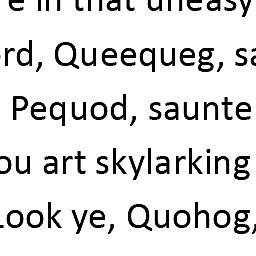 e in that uneasy
rd, Queequeg, sa
Pequod, saunte
ou art skylarking
Look ye, Quohog,